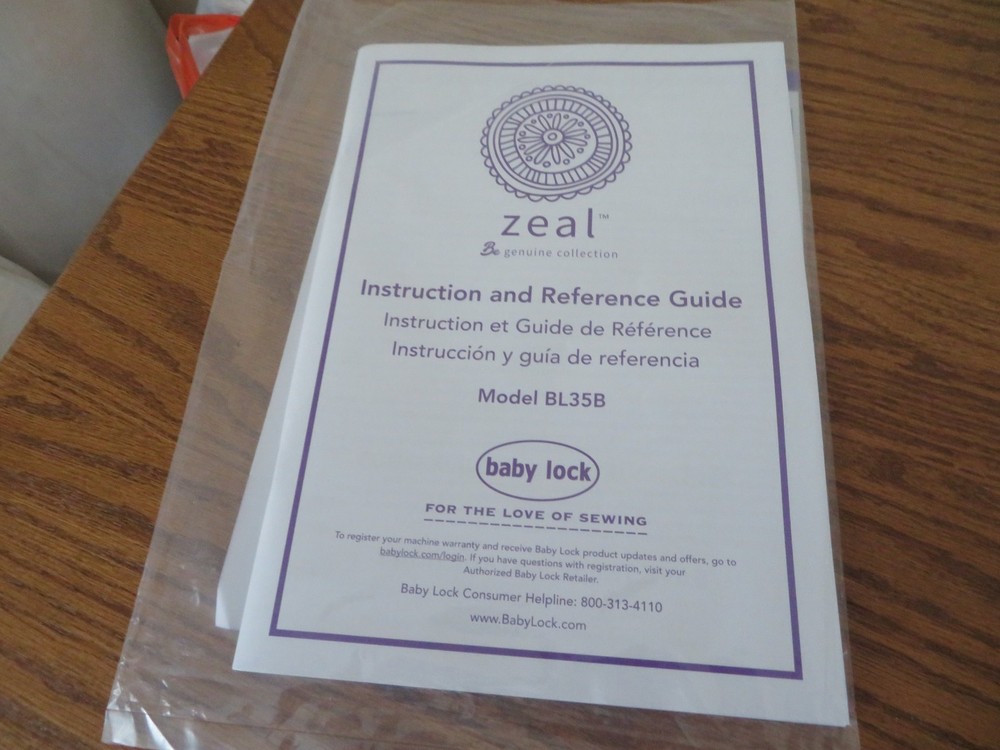 zeal™
Be genuine collection
Instruction and Reference Guide
Instruction et Guide de Référence
Instrucción y guía de referencia
Model BL35B
baby lock
FOR THE LOVE OF SEWING
To register your machine warranty and receive Baby Lock product updates and offers, go to
babylock.com/login. If you have questions with registration, visit your
Authorized Baby Lock Retailer.
Baby Lock Consumer Helpline: 800-313-4110
www.BabyLock.com